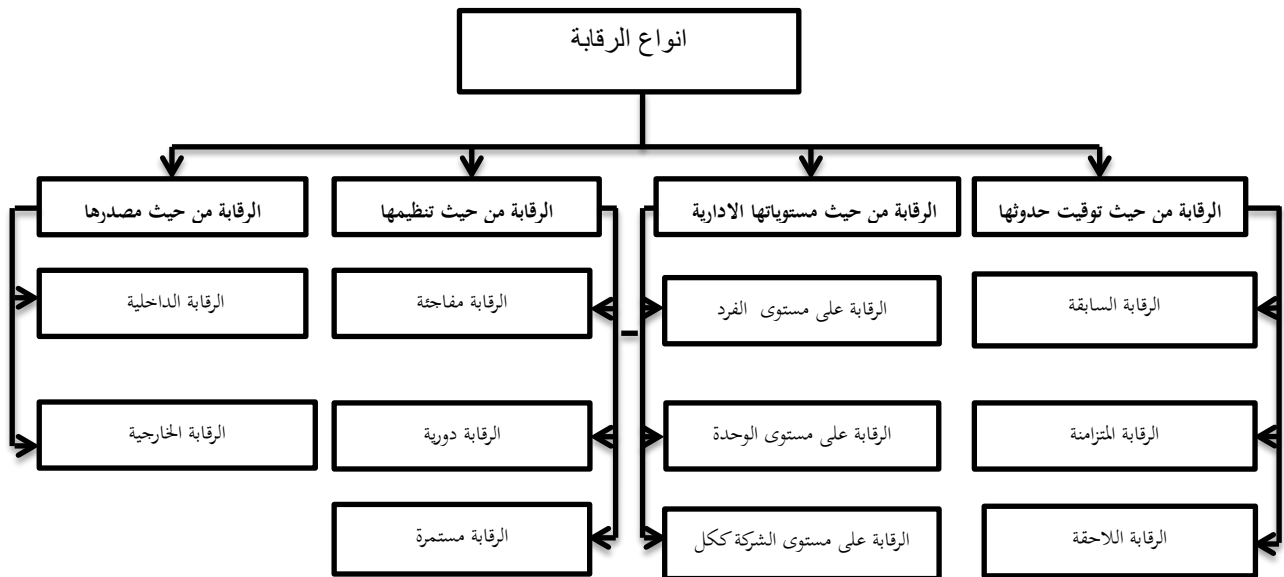 انواع الرقابة
الرقابة من حيث توقيت حدوثها
الرقابة من حيث مستوياتها الادارية
الرقابة من حيث تنظيمها
الرقابة من حيث مصدرها
الرقابة السابقة
الرقابة على مستوى الفرد
الرقابة مفاجئة
الرقابة الداخلية
الرقابة المتزامنة
الرقابة على مستوى الوحدة
الرقابة دورية
الرقابة الخارجية
الرقابة اللاحقة
الرقابة على مستوى الشركة ككل
الرقابة مستمرة